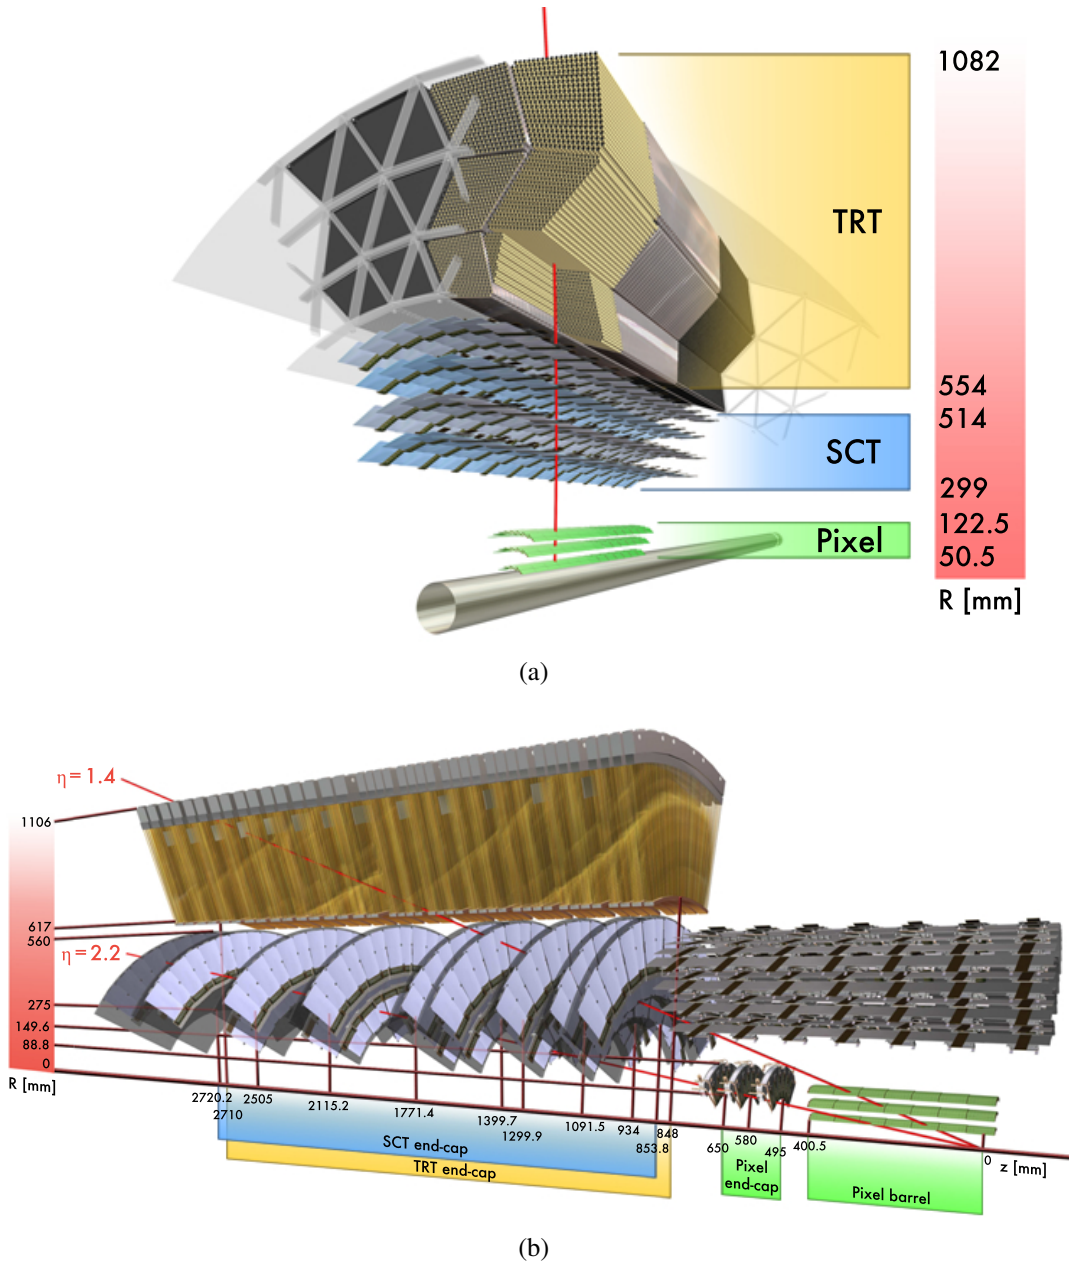 1082
TRT
554
514
SCT
299
122.5
Pixel
50.5
R [mm]
(a)
η = 1.4
1106
617
560
η = 2.2
275
149.6
88.8
0
R [mm]
2720.2
2710
2505
2115.2
1771.4
1399.7
1299.9
1091.5
934
853.8
848
650
580
495
400.5
0
z [mm]
SCT end-cap
TRT end-cap
Pixel
end-cap
Pixel barrel
(b)